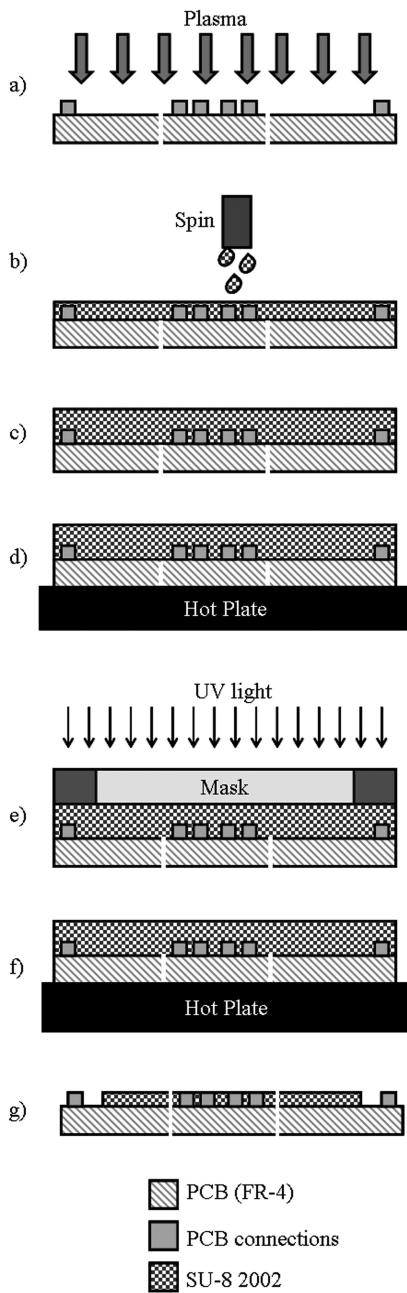 Plasma
a)
Spin
b)
c)
d)
Hot Plate
UV light
Mask
e)
f)
Hot Plate
g)
PCB (FR-4)
PCB connections
SU-8 2002